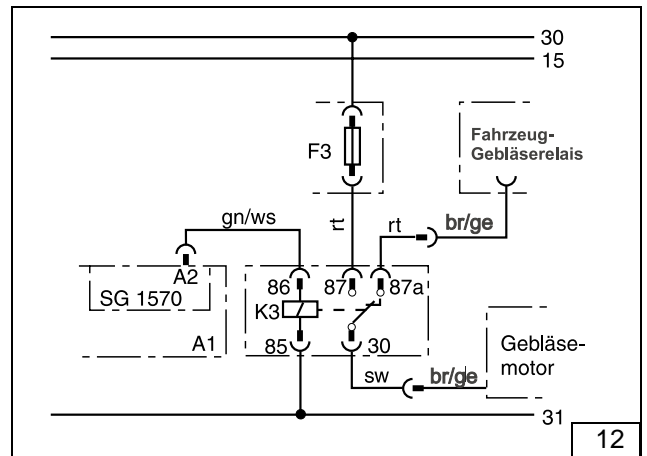 30
15
F3
Fahrzeug-
Gebläserelais
gn/ws
rt
rt
br/ge
A2
SG 1570
A1
86
87
87a
K3
85
30
sw
br/ge
Gebläse-
motor
31
12